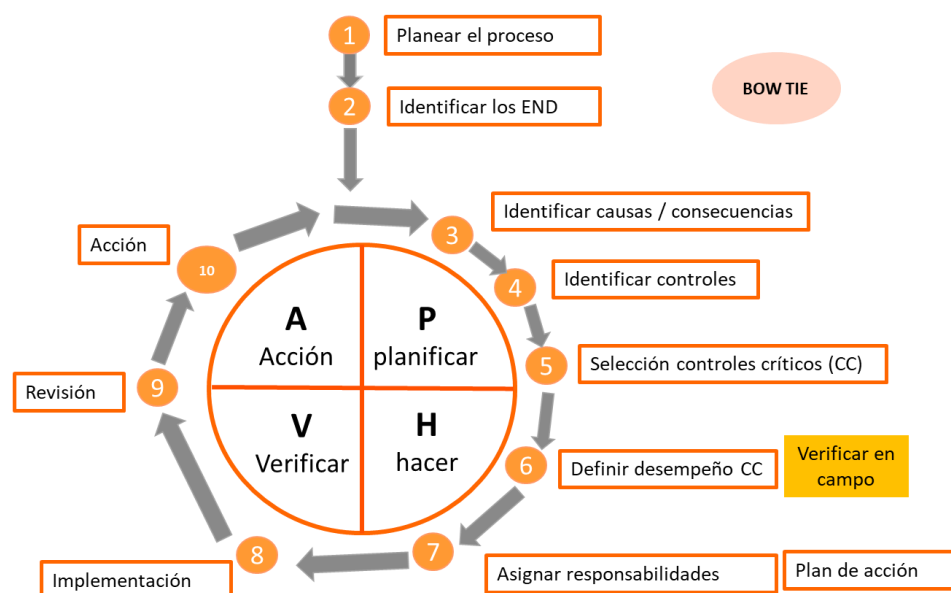 1
Planear el proceso
BOW TIE
2
Identificar los END
Identificar causas / consecuencias
3
Acción
10
4
Identificar controles
A
Acción
P
planificar
5
Selección controles críticos (CC)
9
Revisión
V
Verificar
H
hacer
6
Definir desempeño CC
Verificar en
campo
7
8
Implementación
Asignar responsabilidades
Plan de acción